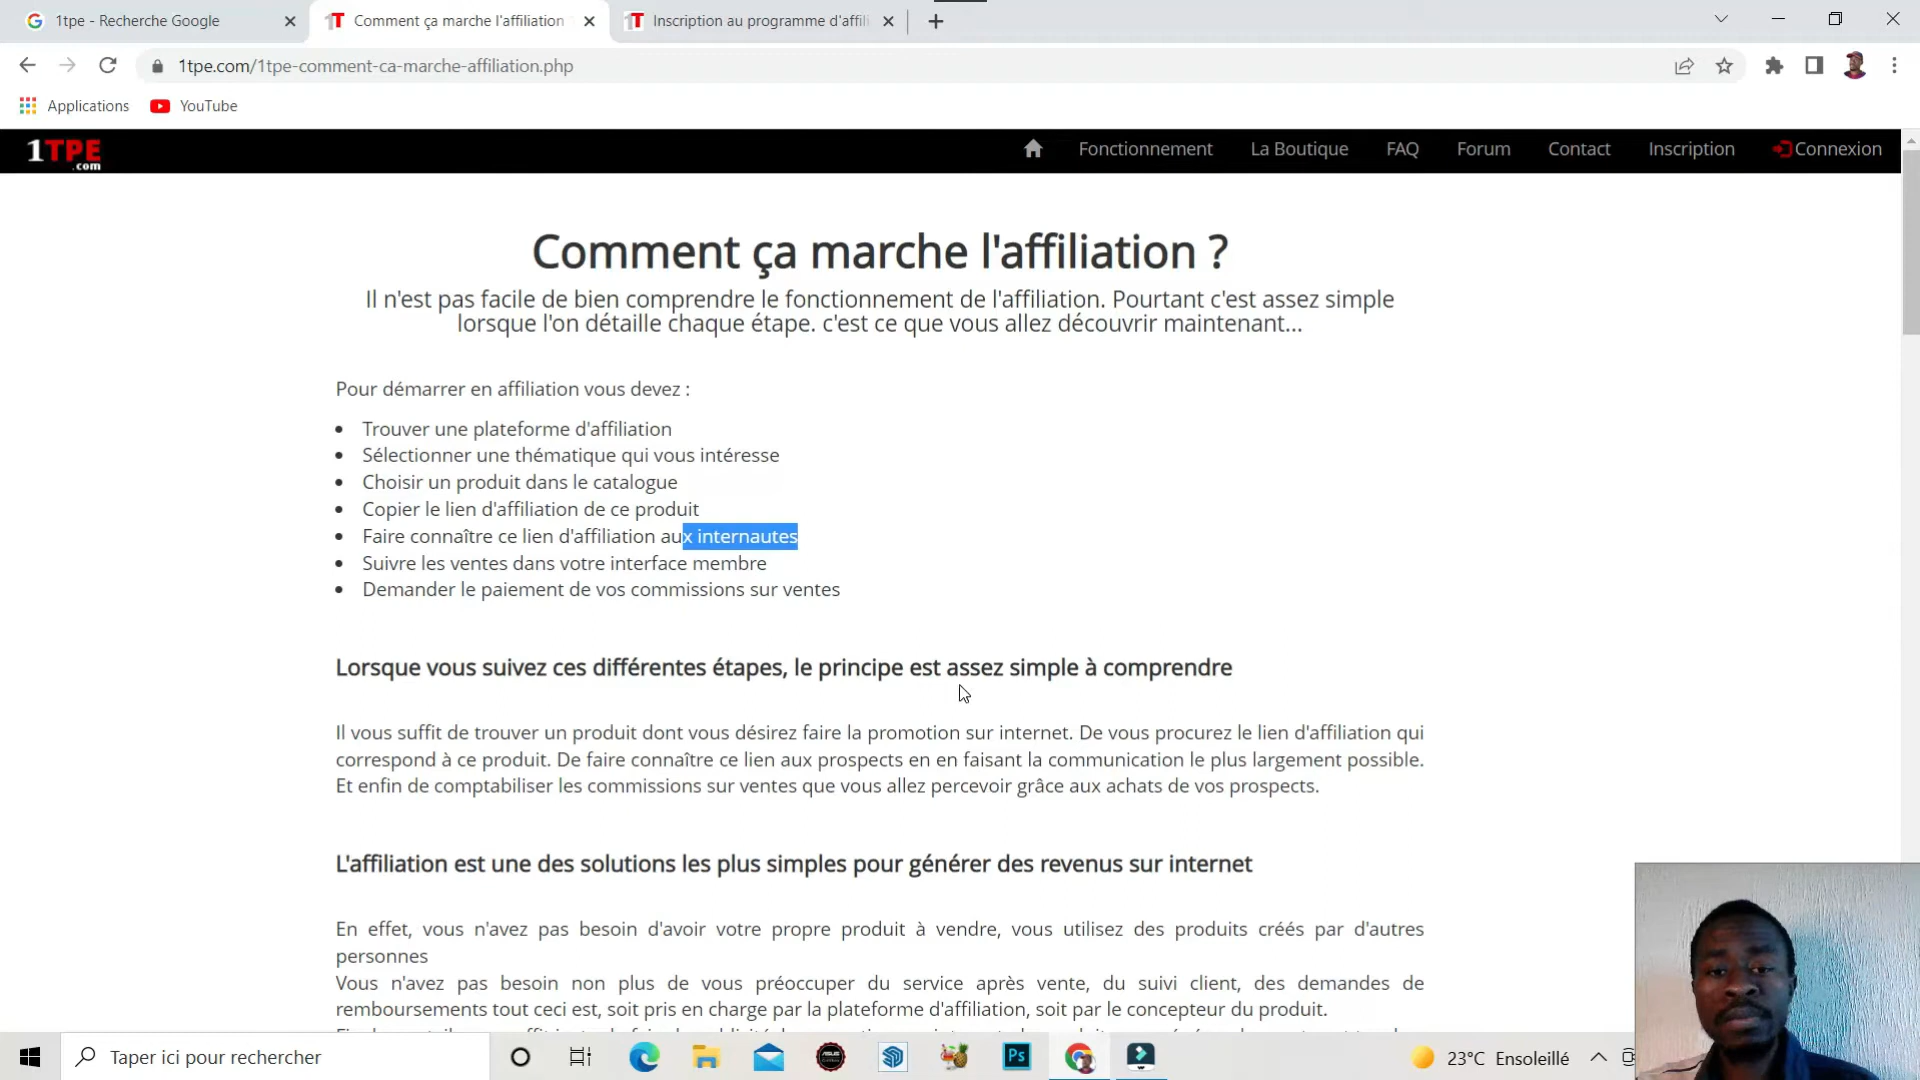 1tpe - Recherche Google
Comment ça marche l'affiliation
Inscription au programme d'affili
1tpe.com/1tpe-comment-ca-marche-affiliation.php
Applications
YouTube
1TPE
.com
Fonctionnement
La Boutique
FAQ
Forum
Contact
Inscription
Connexion
Comment ça marche l'affiliation ?
Il n'est pas facile de bien comprendre le fonctionnement de l'affiliation. Pourtant c'est assez simple
lorsque l'on détaille chaque étape. c'est ce que vous allez découvrir maintenant...
Pour démarrer en affiliation vous devez :
Trouver une plateforme d'affiliation
Sélectionner une thématique qui vous intéresse
Choisir un produit dans le catalogue
Copier le lien d'affiliation de ce produit
Faire connaître ce lien d'affiliation aux internautes
Suivre les ventes dans votre interface membre
Demander le paiement de vos commissions sur ventes
Lorsque vous suivez ces différentes étapes, le principe est assez simple à comprendre
Il vous suffit de trouver un produit dont vous désirez faire la promotion sur internet. De vous procurez le lien d'affiliation qui
correspond à ce produit. De faire connaître ce lien aux prospects en en faisant la communication le plus largement possible.
Et enfin de comptabiliser les commissions sur ventes que vous allez percevoir grâce aux achats de vos prospects.
L'affiliation est une des solutions les plus simples pour générer des revenus sur internet
En effet, vous n'avez pas besoin d'avoir votre propre produit à vendre, vous utilisez des produits créés par d'autres
personnes
Vous n'avez pas besoin non plus de vous préoccuper du service après vente, du suivi client, des demandes de
remboursements tout ceci est, soit pris en charge par la plateforme d'affiliation, soit par le concepteur du produit.
Taper ici pour rechercher
Ps
23°C Ensoleillé